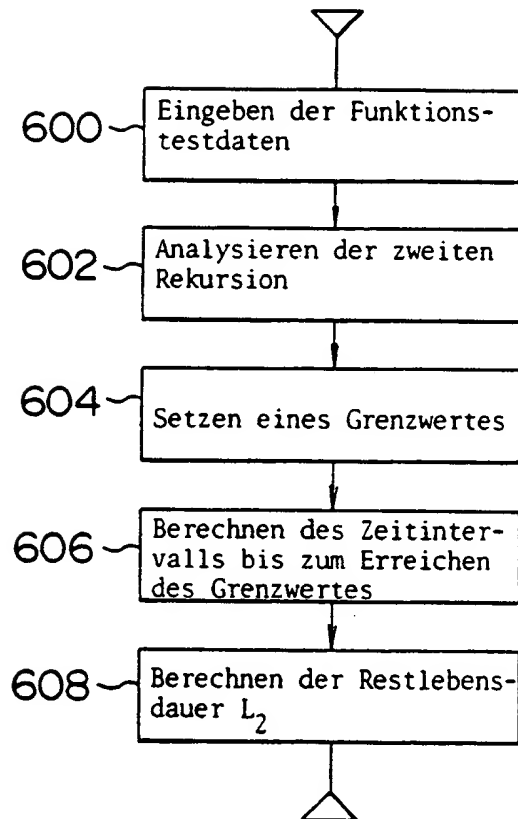 600
Eingeben der Funktions-
testdaten
602
Analysieren der zweiten
Rekursion
604
Setzen eines Grenzwertes
606
Berechnen des Zeitinter-
valls bis zum Erreichen
des Grenzwertes
608
Berechnen der Restlebens-
dauer L₂